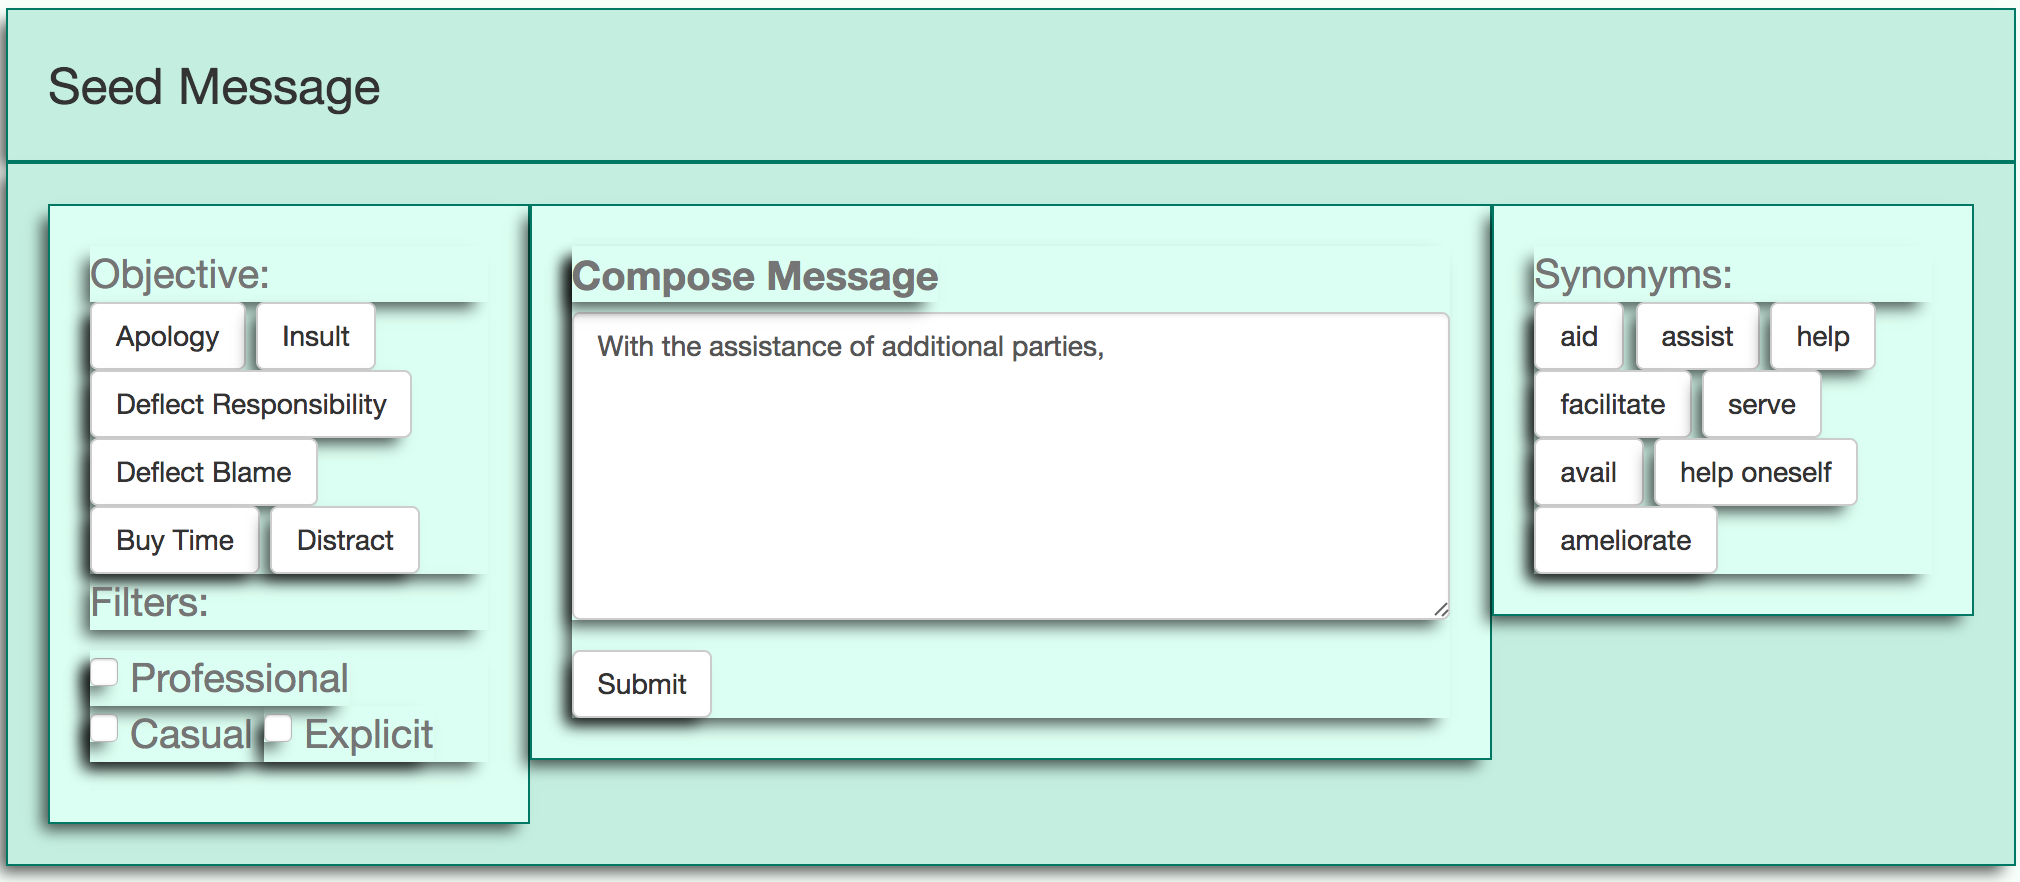 Seed Message
Objective:
Apology Insult
Deflect Responsibility
Deflect Blame
Buy Time Distract
Filters:
Professional
Casual Explicit
Compose Message
With the assistance of additional parties,
Submit
Synonyms:
aid assist help
facilitate serve
avail help oneself
ameliorate